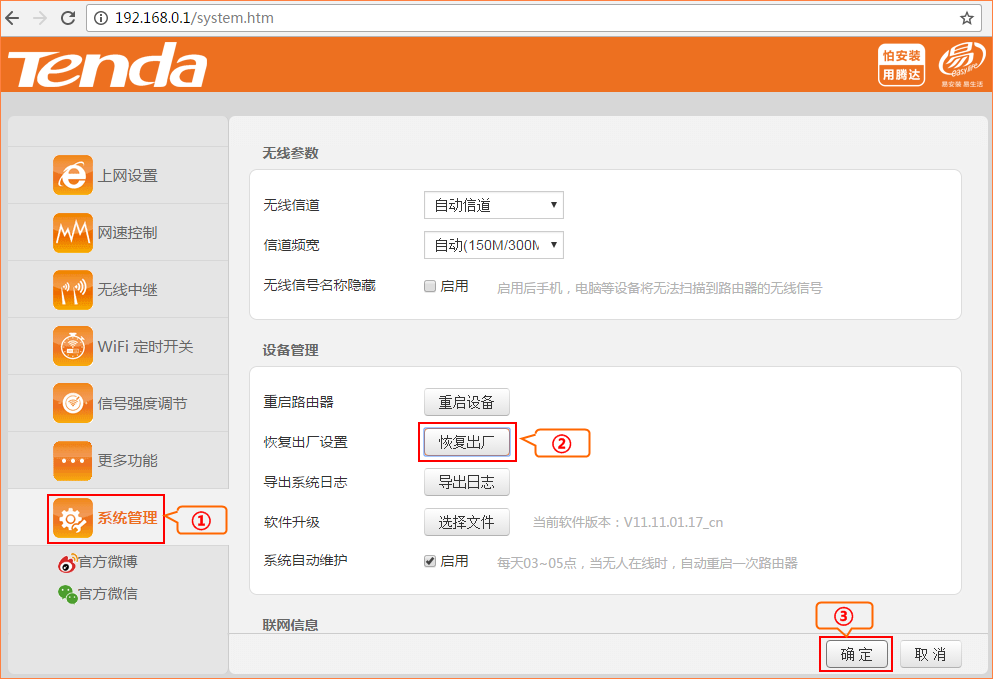 192.168.0.1/system.htm
Tenda
怕安装
用腾达
易
easylife
易安装 易生活
上网设置
网速控制
无线中继
WiFi 定时开关
信号强度调节
更多功能
系统管理
①
官方微博
官方微信
无线参数
无线信道
自动信道
信道频宽
自动(150M/300M
无线信号名称隐藏
启用
启用后手机，电脑等设备将无法扫描到路由器的无线信号
设备管理
重启路由器
重启设备
恢复出厂设置
恢复出厂
②
导出系统日志
导出日志
软件升级
选择文件
当前软件版本：V11.11.01.17_cn
系统自动维护
启用
每天03~05点，当无人在线时，自动重启一次路由器
联网信息
③
确 定
取 消